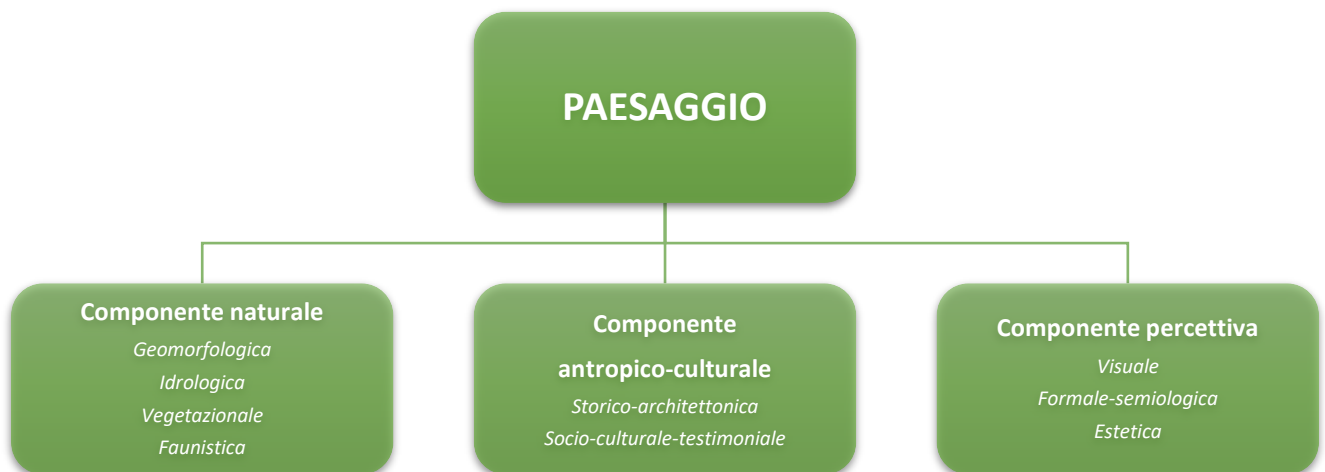 PAESAGGIO
Componente naturale
Geomorfologica
Idrologica
Vegetazionale
Faunistica
Componente
antropico-culturale
Storico-architettonica
Socio-culturale-testimoniale
Componente percettiva
Visuale
Formale-semiologica
Estetica